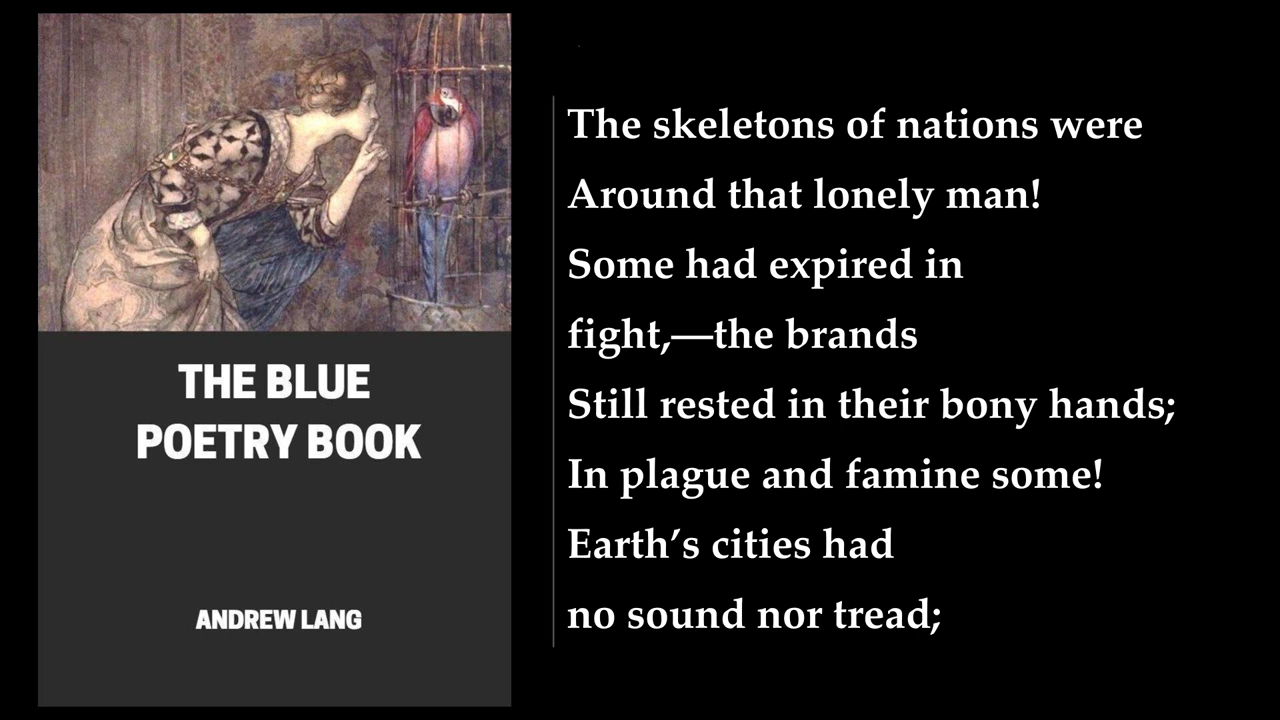 THE BLUE
POETRY BOOK
ANDREW LANG
The skeletons of nations were
Around that lonely man!
Some had expired in
fight,—the brands
Still rested in their bony hands;
In plague and famine some!
Earth’s cities had
no sound nor tread;